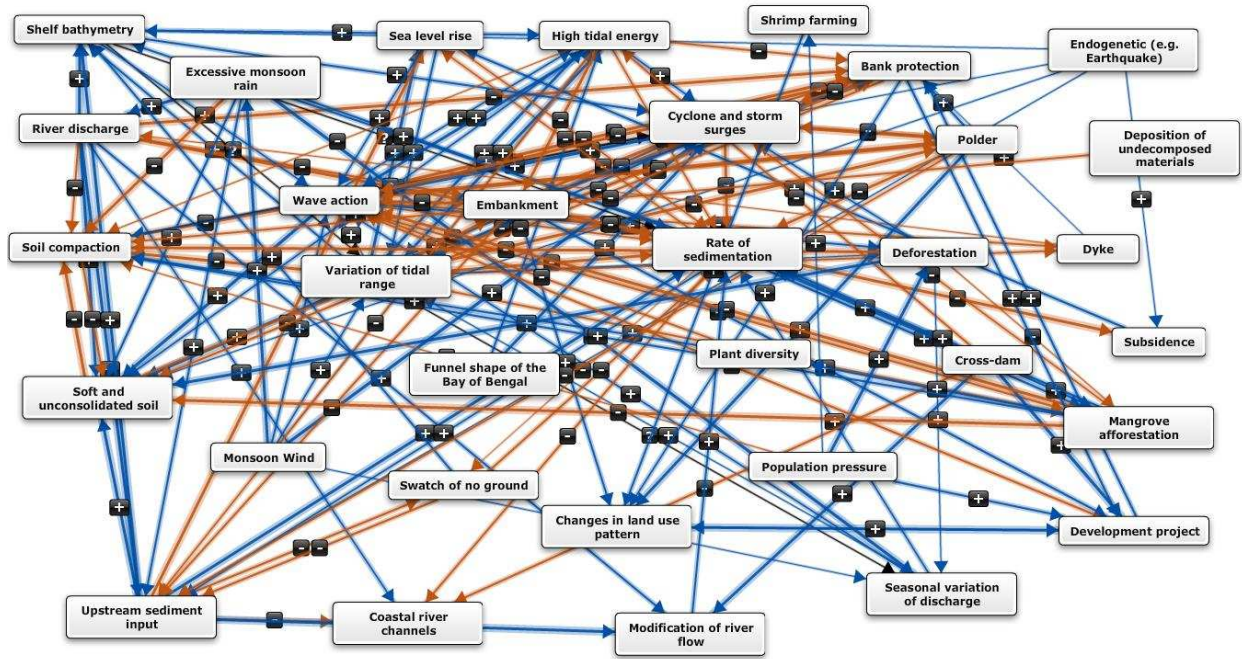 Shelf bathymetry
Sea level rise
High tidal energy
Shrimp farming
Endogenetic (e.g.
Earthquake)
Excessive monsoon
rain
Bank protection
River discharge
Cyclone and storm
surges
Polder
Deposition of
undecomposed
materials
Wave action
Embankment
Soil compaction
Variation of tidal
range
Rate of
sedimentation
Deforestation
Dyke
Funnel shape of the
Bay of Bengal
Plant diversity
Cross-dam
Subsidence
Soft and
unconsolidated soil
Mangrove
afforestation
Monsoon Wind
Swatch of no ground
Population pressure
Changes in land use
pattern
Development project
Upstream sediment
input
Coastal river
channels
Modification of river
flow
Seasonal variation
of discharge